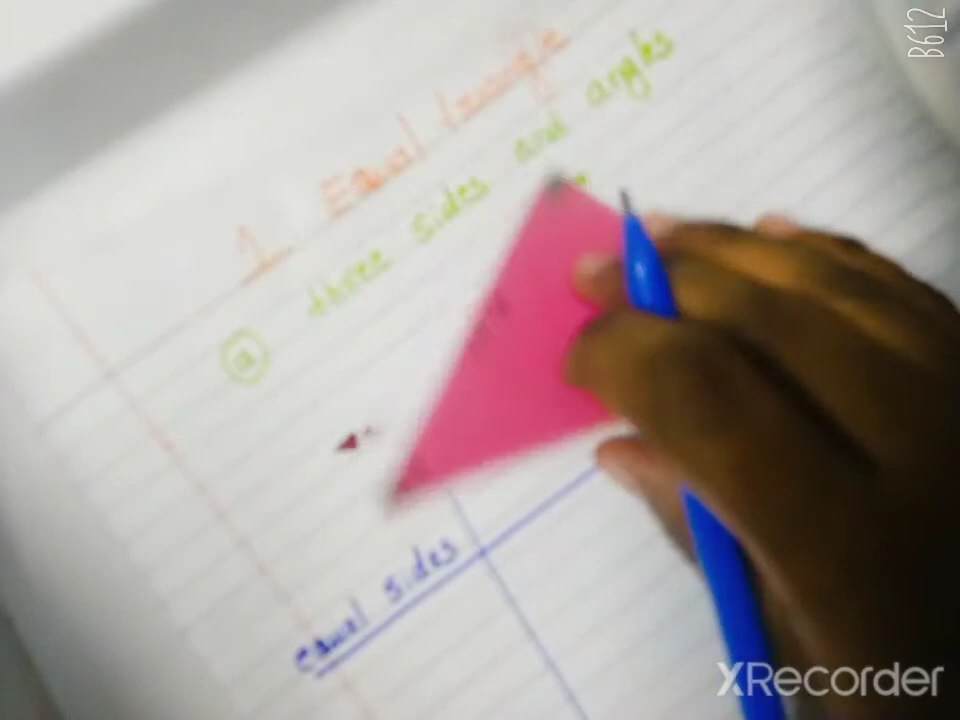 1 Equal triangle
a three sides and angles
equal sides
B612
XRecorder